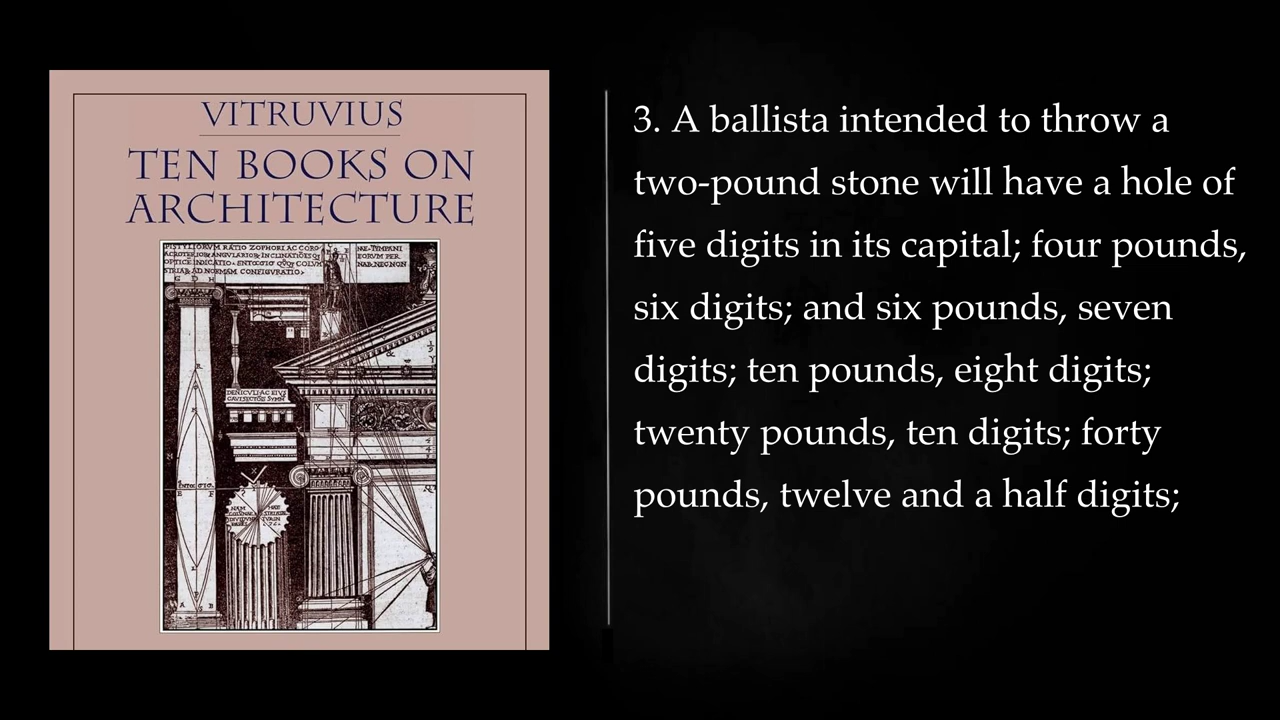 VITRUVIUS
TEN BOOKS ON
ARCHITECTURE
3. A ballista intended to throw a
two-pound stone will have a hole of
five digits in its capital; four pounds,
six digits; and six pounds, seven
digits; ten pounds, eight digits;
twenty pounds, ten digits; forty
pounds, twelve and a half digits;